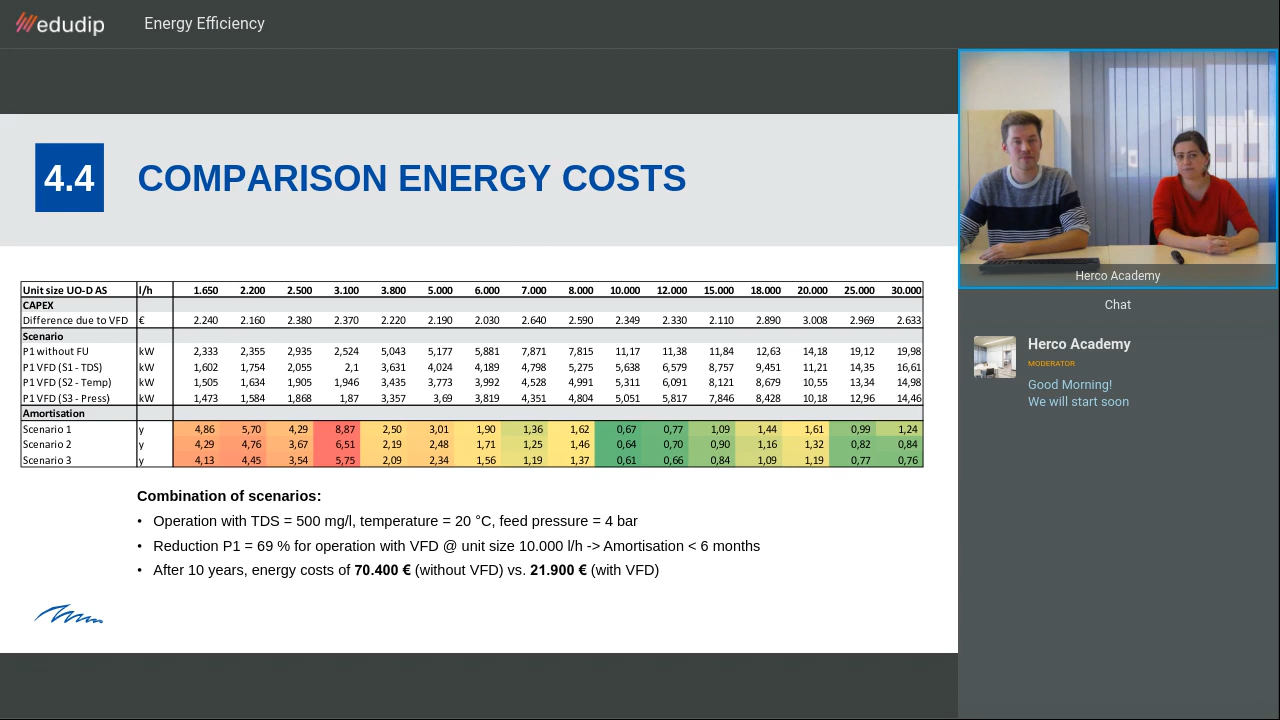 edudip Energy Efficiency
4.4 COMPARISON ENERGY COSTS
Unit size UO-D AS l/h 1.650 2.200 2.500 3.100 3.800 5.000 6.000 7.000 8.000 10.000 12.000 15.000 18.000 20.000 25.000 30.000
CAPEX
Difference due to VFD € 2.240 2.160 2.380 2.370 2.220 2.190 2.030 2.640 2.590 2.349 2.330 2.110 2.890 3.008 2.969 2.633
Scenario
P1 without FU kW 2,333 2,355 2,935 2,524 5,043 5,177 5,881 7,871 7,815 11,17 11,38 11,84 12,63 14,18 19,12 19,98
P1 VFD (S1 - TDS) kW 1,602 1,754 2,055 2,1 3,631 4,024 4,189 4,798 5,275 5,638 6,579 8,757 9,451 11,21 14,35 16,61
P1 VFD (S2 - Temp) kW 1,505 1,634 1,905 1,946 3,435 3,773 3,992 4,528 4,991 5,311 6,091 8,121 8,679 10,55 13,34 14,98
P1 VFD (S3 - Press) kW 1,473 1,584 1,868 1,87 3,357 3,69 3,819 4,351 4,804 5,051 5,817 7,846 8,428 10,18 12,96 14,46
Amortisation
Scenario 1 y 4,86 5,70 4,29 8,87 2,50 3,01 1,90 1,36 1,62 0,67 0,77 1,09 1,44 1,61 0,99 1,24
Scenario 2 y 4,29 4,76 3,67 6,51 2,19 2,48 1,71 1,25 1,46 0,64 0,70 0,90 1,16 1,32 0,82 0,84
Scenario 3 y 4,13 4,45 3,54 5,75 2,09 2,34 1,56 1,19 1,37 0,61 0,66 0,84 1,09 1,19 0,77 0,76
Combination of scenarios:
• Operation with TDS = 500 mg/l, temperature = 20 °C, feed pressure = 4 bar
• Reduction P1 = 69 % for operation with VFD @ unit size 10.000 l/h -> Amortisation < 6 months
• After 10 years, energy costs of 70.400 € (without VFD) vs. 21.900 € (with VFD)
Herco Academy
Chat
Herco Academy
MODERATOR
Good Morning!
We will start soon